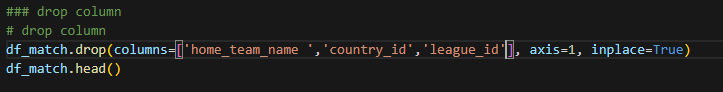 ### drop column
# drop column
df_match.drop(columns=['home_team_name ','country_id','league_id'], axis=1, inplace=True)
df_match.head()